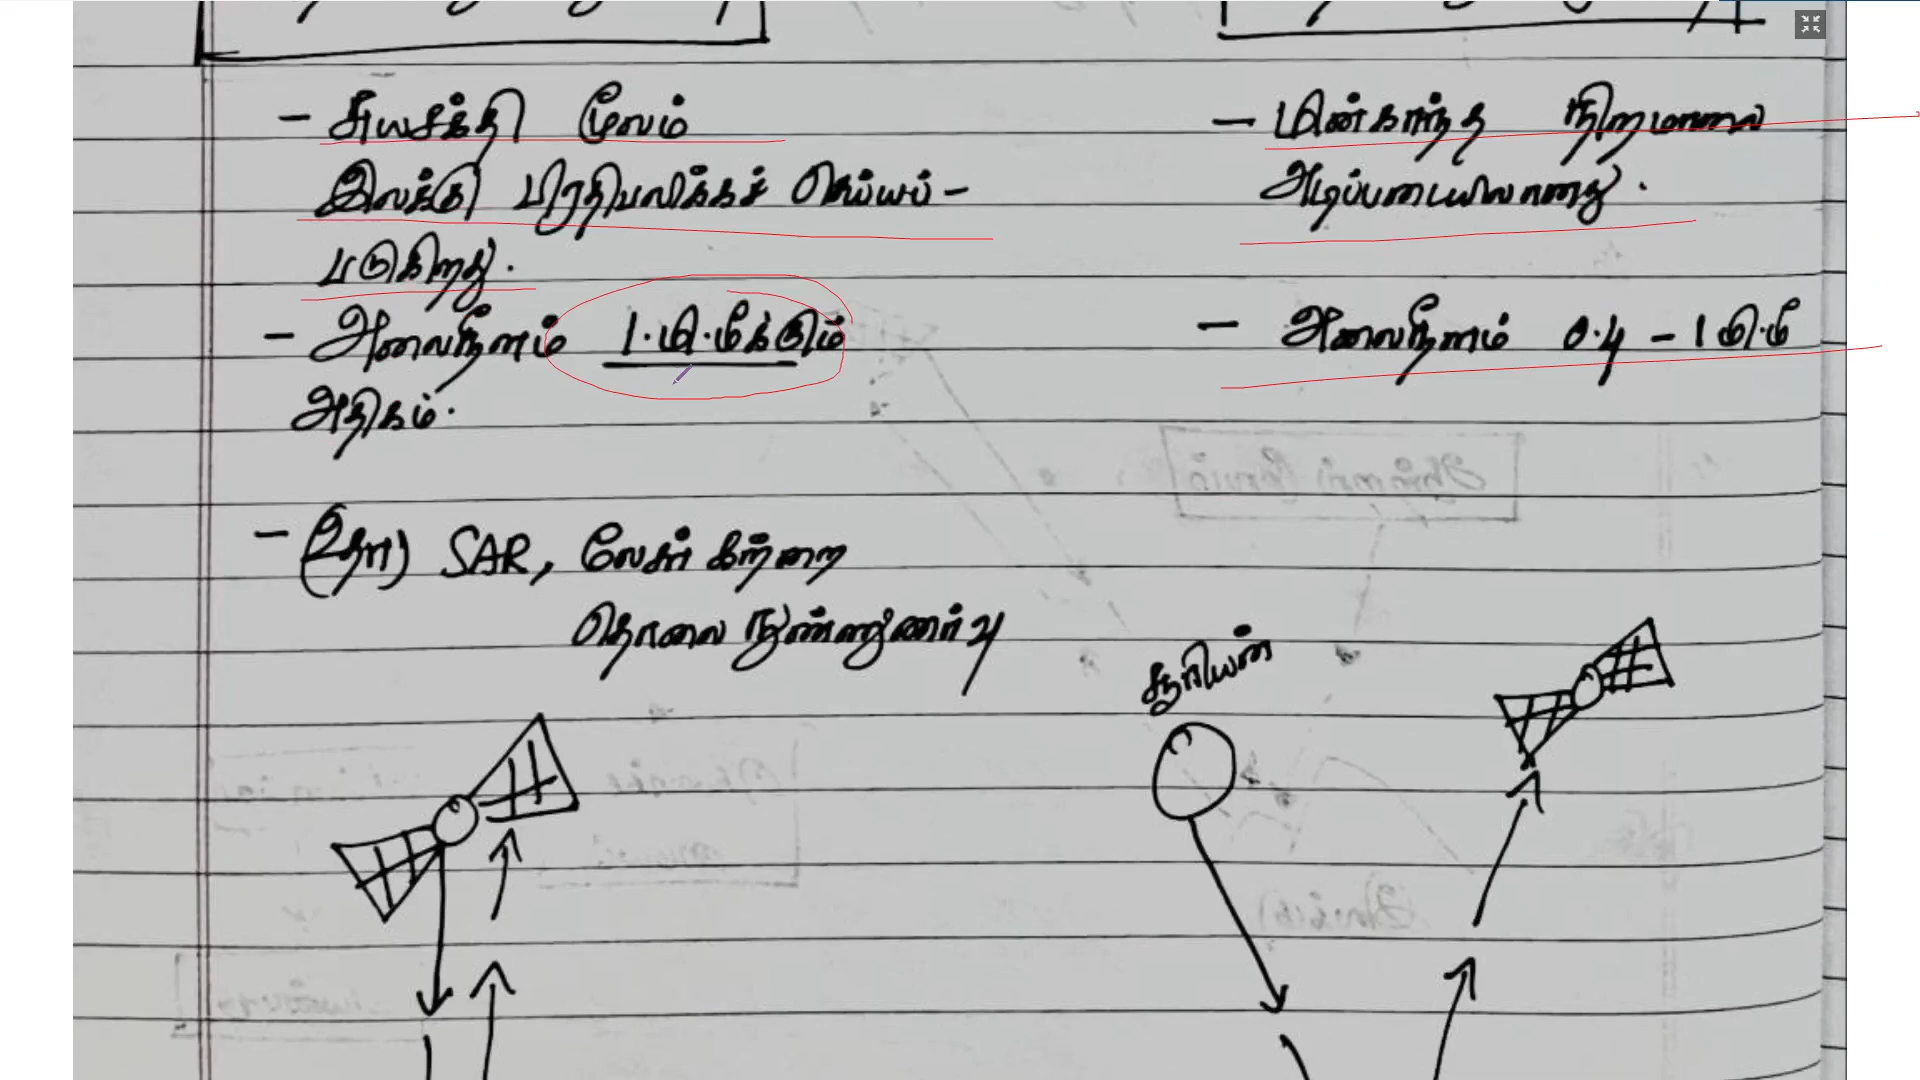 - சுயசக்தி மூலம்
இலக்கு பிரதிபலிக்கச் செய்யப் -
படுகிறது.
- அலைநீளம் 1.மி.மீக்கும்
அதிகம்.
- (உதா) SAR, லேசர் கற்றை
தொலை நுண்ணுணர்வு
- மின்காந்த நிறமாலை
அடிப்படையிலானது.
- அலைநீளம் 0.4 - 1 மி.மீ
சூரியன்